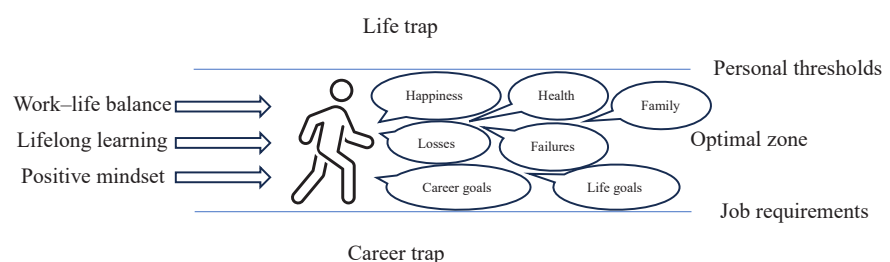 Life trap
Personal thresholds
Happiness
Health
Family
Work–life balance
Lifelong learning
Losses
Failures
Optimal zone
Positive mindset
Career goals
Life goals
Job requirements
Career trap